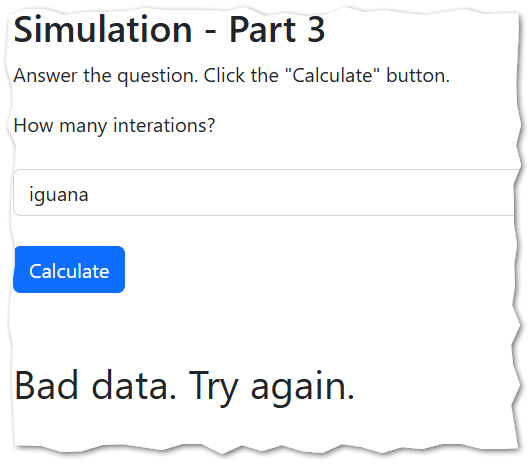 Simulation - Part 3
Answer the question. Click the "Calculate" button.
How many interations?
iguana
Calculate
Bad data. Try again.